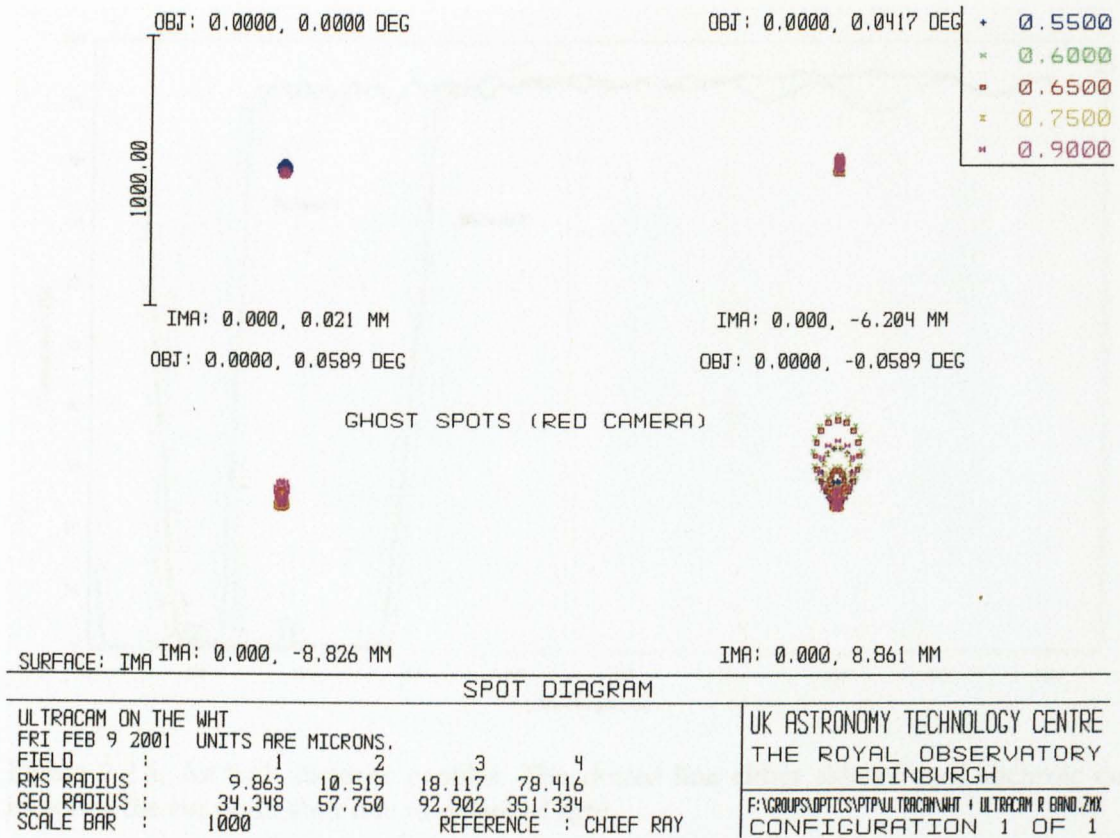 OBJ: 0.0000, 0.0000 DEG
OBJ: 0.0000, 0.0417 DEG
+ 0.5500
× 0.6000
0.6500
0.7500
0.9000
1000.00
IMA: 0.000, 0.021 MM
IMA: 0.000, -6.204 MM
OBJ: 0.0000, 0.0589 DEG
OBJ: 0.0000, -0.0589 DEG
GHOST SPOTS (RED CAMERA)
SURFACE: IMA
IMA: 0.000, -8.826 MM
IMA: 0.000, 8.861 MM
SPOT DIAGRAM
ULTRACAM ON THE WHT
FRI FEB 9 2001 UNITS ARE MICRONS.
FIELD : 1 2 3 4
RMS RADIUS : 9.863 10.519 18.117 78.416
GEO RADIUS : 34.348 57.750 92.902 351.334
SCALE BAR : 1000 REFERENCE : CHIEF RAY
UK ASTRONOMY TECHNOLOGY CENTRE
THE ROYAL OBSERVATORY
EDINBURGH
F:\GROUPS\OPTICS\PTP\ULTRACAM\WHT + ULTRACAM R BAND.ZMX
CONFIGURATION 1 OF 1